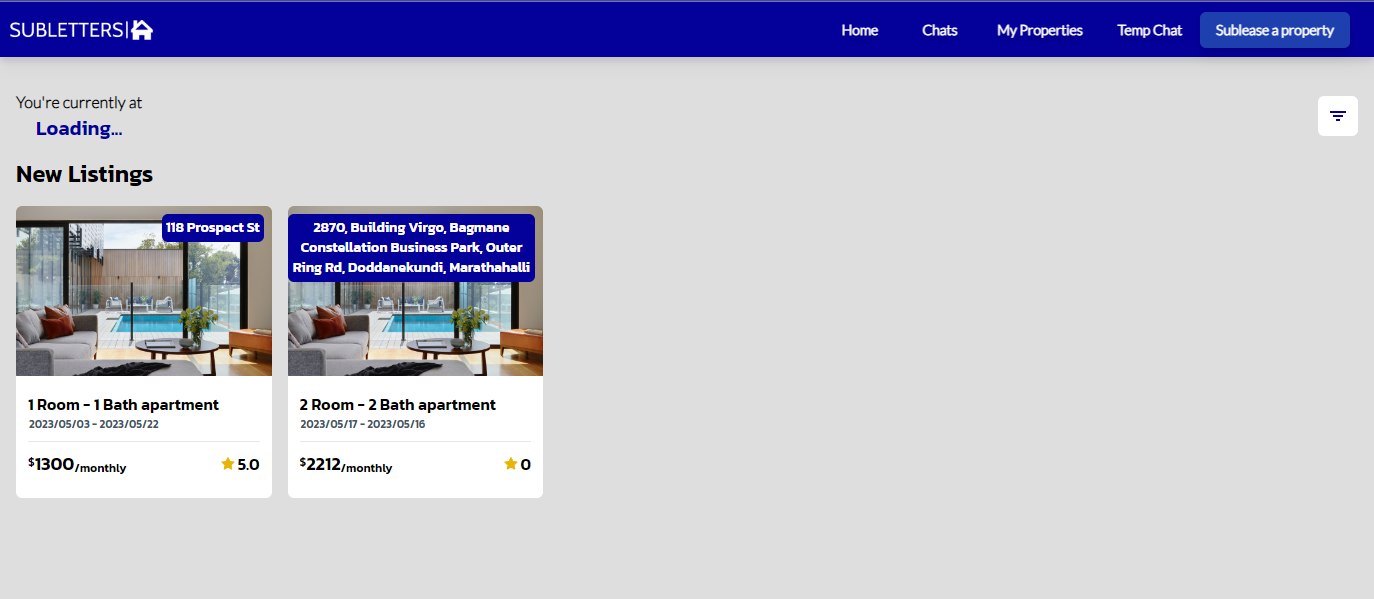 SUBLETTERS|
Home
Chats
My Properties
Temp Chat
Sublease a property
You're currently at
Loading...
New Listings
118 Prospect St
1 Room - 1 Bath apartment
2023/05/03 - 2023/05/22
$1300/monthly
5.0
2870, Building Virgo, Bagmane
Constellation Business Park, Outer
Ring Rd, Doddanekundi, Marathahalli
2 Room - 2 Bath apartment
2023/05/17 - 2023/05/16
$2212/monthly
0